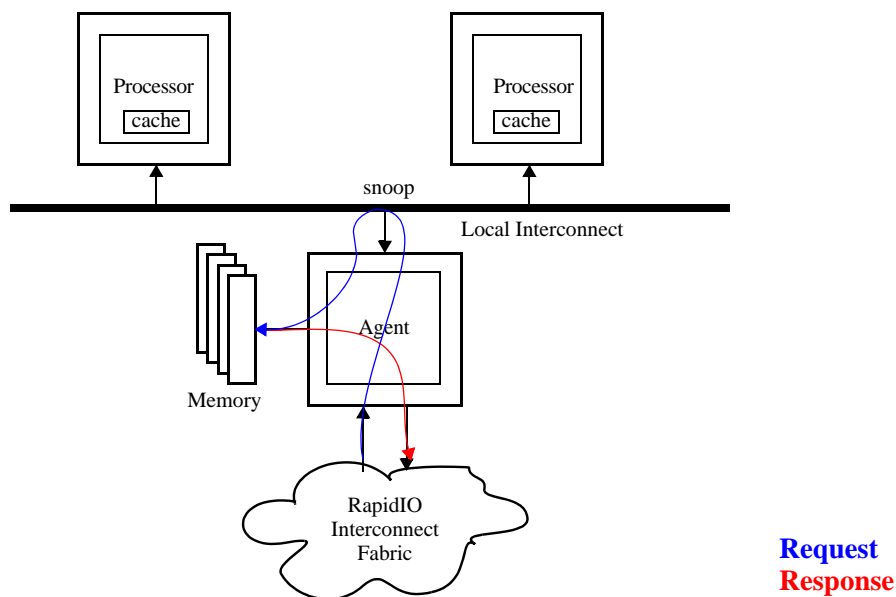 Processor
cache
Processor
cache
snoop
Local Interconnect
Agent
Memory
RapidIO
Interconnect
Fabric
Request
Response